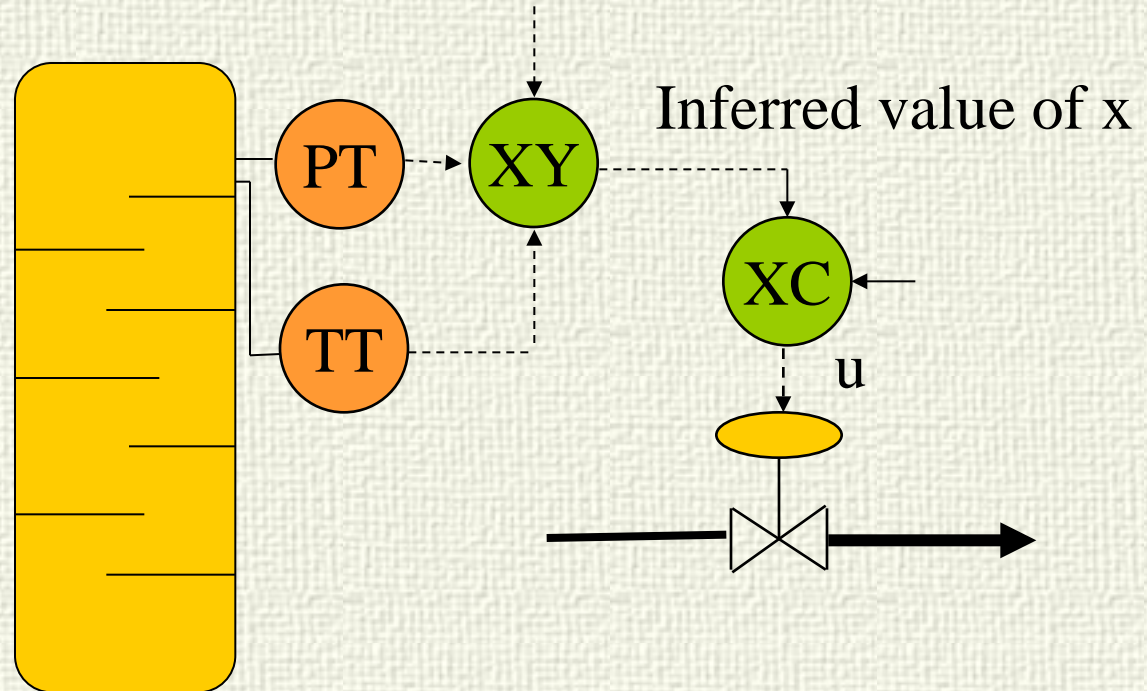 Inferred value of x
PT
XY
XC
TT
u